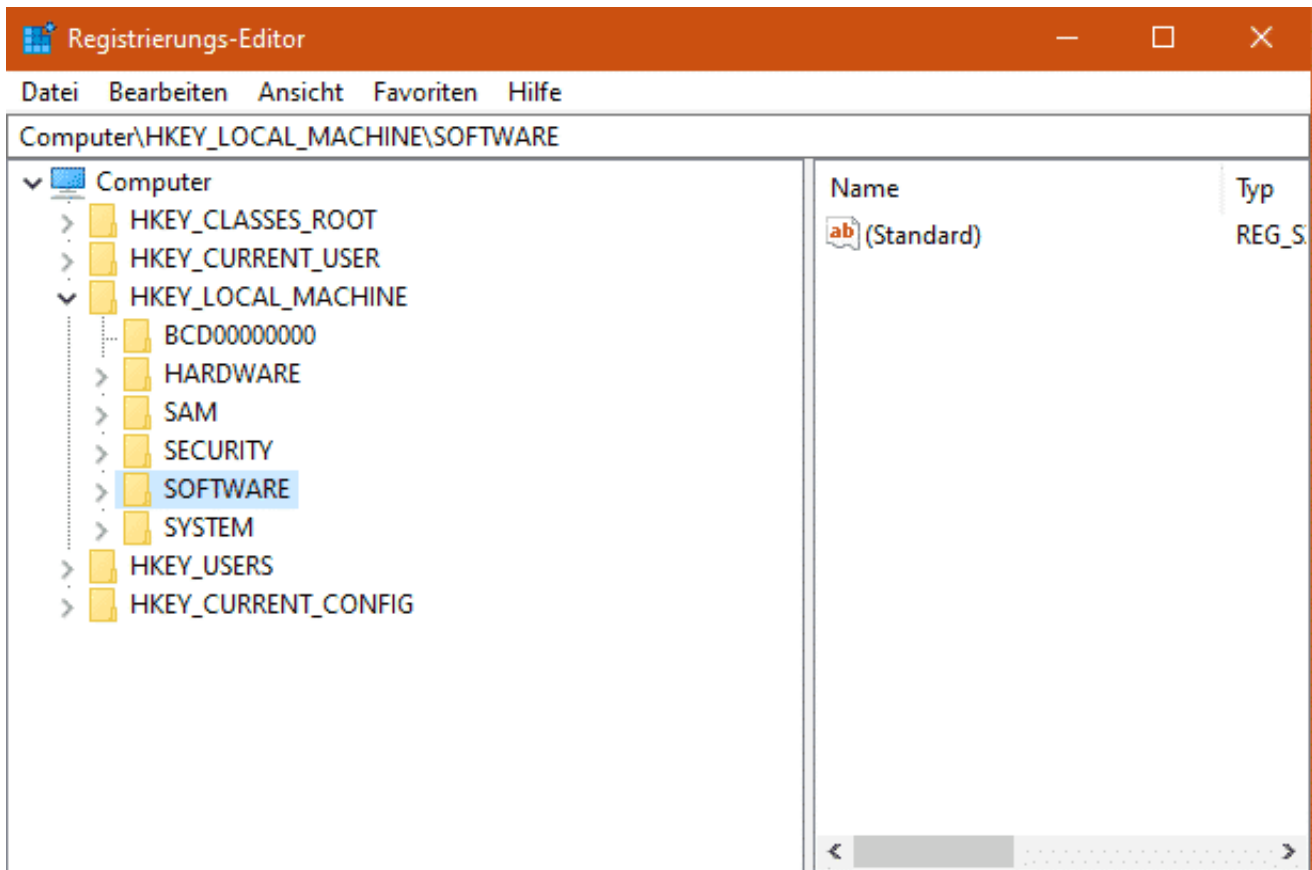 Registrierungs-Editor
Datei Bearbeiten Ansicht Favoriten Hilfe
Computer\HKEY_LOCAL_MACHINE\SOFTWARE
Computer
HKEY_CLASSES_ROOT
HKEY_CURRENT_USER
HKEY_LOCAL_MACHINE
BCD00000000
HARDWARE
SAM
SECURITY
SOFTWARE
SYSTEM
HKEY_USERS
HKEY_CURRENT_CONFIG
Name Typ
ab (Standard) REG_S